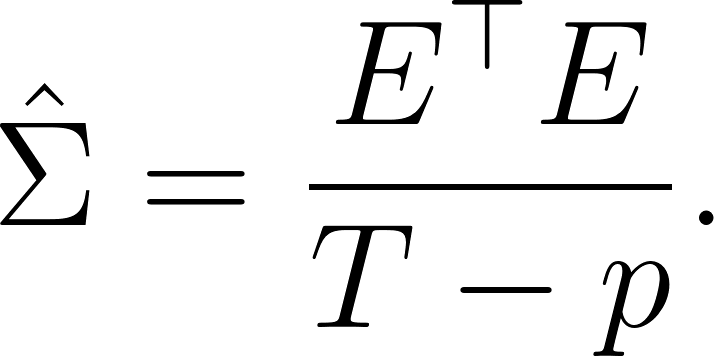 \hat{\Sigma} = \frac{E^\top E}{T - p}.